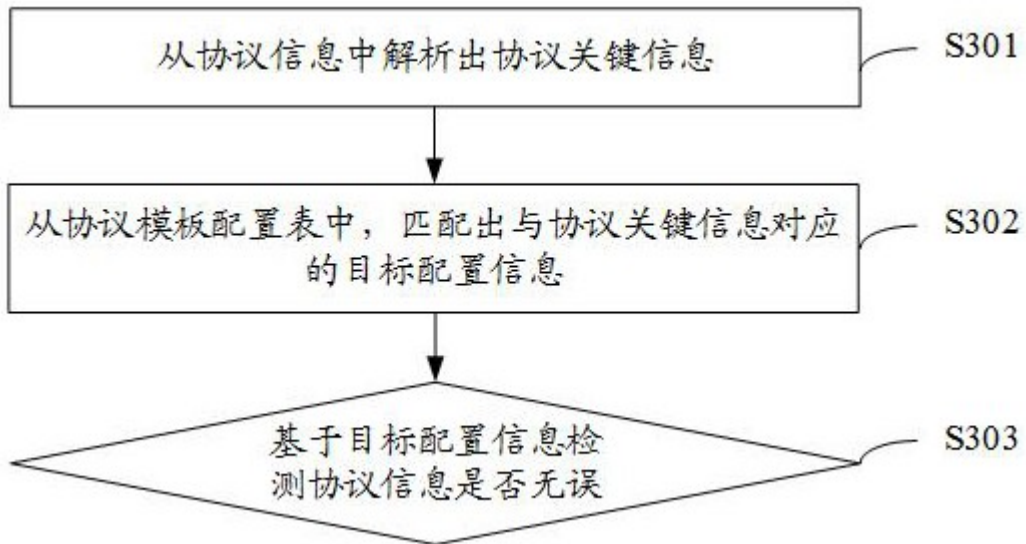 从协议信息中解析出协议关键信息
S301
从协议模板配置表中，匹配出与协议关键信息对应
的目标配置信息
S302
基于目标配置信息检
测协议信息是否无误
S303